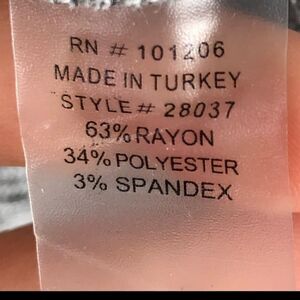 RN # 101206
MADE IN TURKEY
STYLE # 28037
63% RAYON
34% POLYESTER
3% SPANDEX